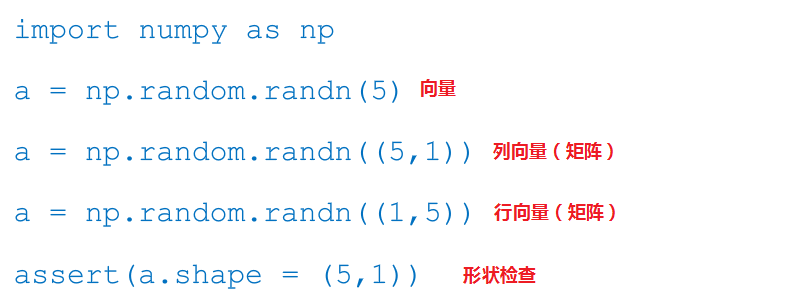 import numpy as np
a = np.random.randn(5) 向量
a = np.random.randn((5,1)) 列向量（矩阵）
a = np.random.randn((1,5)) 行向量（矩阵）
assert(a.shape = (5,1)) 形状检查